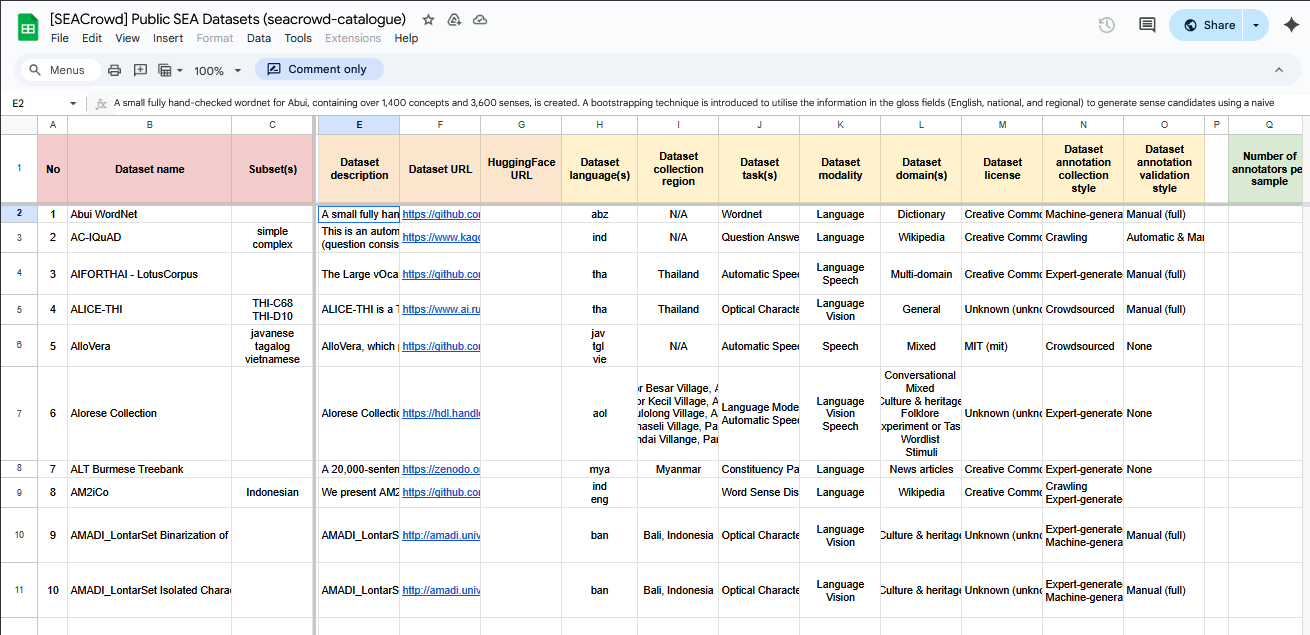 [SEACrowd] Public SEA Datasets (seacrowd-catalogue)
File Edit View Insert Format Data Tools Extensions Help
Share
Menus 100% Comment only
E2 fx A small fully hand-checked wordnet for Abui, containing over 1,400 concepts and 3,600 senses, is created. A bootstrapping technique is introduced to utilise the information in the gloss fields (English, national, and regional) to generate sense candidates using a naive
A B C E F G H I J K L M N O P Q
1 No Dataset name Subset(s) Dataset description Dataset URL HuggingFace URL Dataset language(s) Dataset collection region Dataset task(s) Dataset modality Dataset domain(s) Dataset license Dataset annotation collection style Dataset annotation validation style Number of annotators pe sample
2 1 Abui WordNet A small fully han https://github.co abz N/A Wordnet Language Dictionary Creative Commo Machine-genera Manual (full)
3 2 AC-IQuAD simple complex This is an autom (question consis https://www.kagg ind N/A Question Answe Language Wikipedia Creative Commo Crawling Automatic & Man
4 3 AIFORTHAI - LotusCorpus The Large vOca https://github.co tha Thailand Automatic Speec Language Speech Multi-domain Creative Commo Expert-generate Manual (full)
5 4 ALICE-THI THI-C68 THI-D10 ALICE-THI is a T https://www.ai.ru tha Thailand Optical Characte Language Vision General Unknown (unkno Crowdsourced Manual (full)
6 5 AlloVera javanese tagalog vietnamese AlloVera, which https://github.co jav tgl vie N/A Automatic Speec Speech Mixed MIT (mit) Crowdsourced None
7 6 Alorese Collection Alorese Collectio https://hdl.handl aol r Besar Village, A or Kecil Village, A ulolong Village, A naseli Village, Pa ndai Villange, Pan Language Mode Automatic Speec Language Vision Speech Conversational Mixed Culture & heritage Folklore xperiment or Tas Wordlist Stimuli Unknown (unkno Expert-generate None
8 7 ALT Burmese Treebank A 20,000-senten https://zenodo.o mya Myanmar Constituency Pa Language News articles Creative Commo Expert-generate None
9 8 AM2iCo Indonesian We present AM2 https://github.co ind eng Word Sense Dis Language Wikipedia Creative Commo Crawling Expert-generate
10 9 AMADI_LontarSet Binarization of AMADI_LontarS http://amadi.univ ban Bali, Indonesia Optical Characte Language Vision Culture & heritage Unknown (unkno Expert-generate Machine-genera Manual (full)
11 10 AMADI_LontarSet Isolated Chara AMADI_LontarS http://amadi.univ ban Bali, Indonesia Optical Characte Language Vision Culture & heritage Unknown (unkno Expert-generate Machine-genera Manual (full)